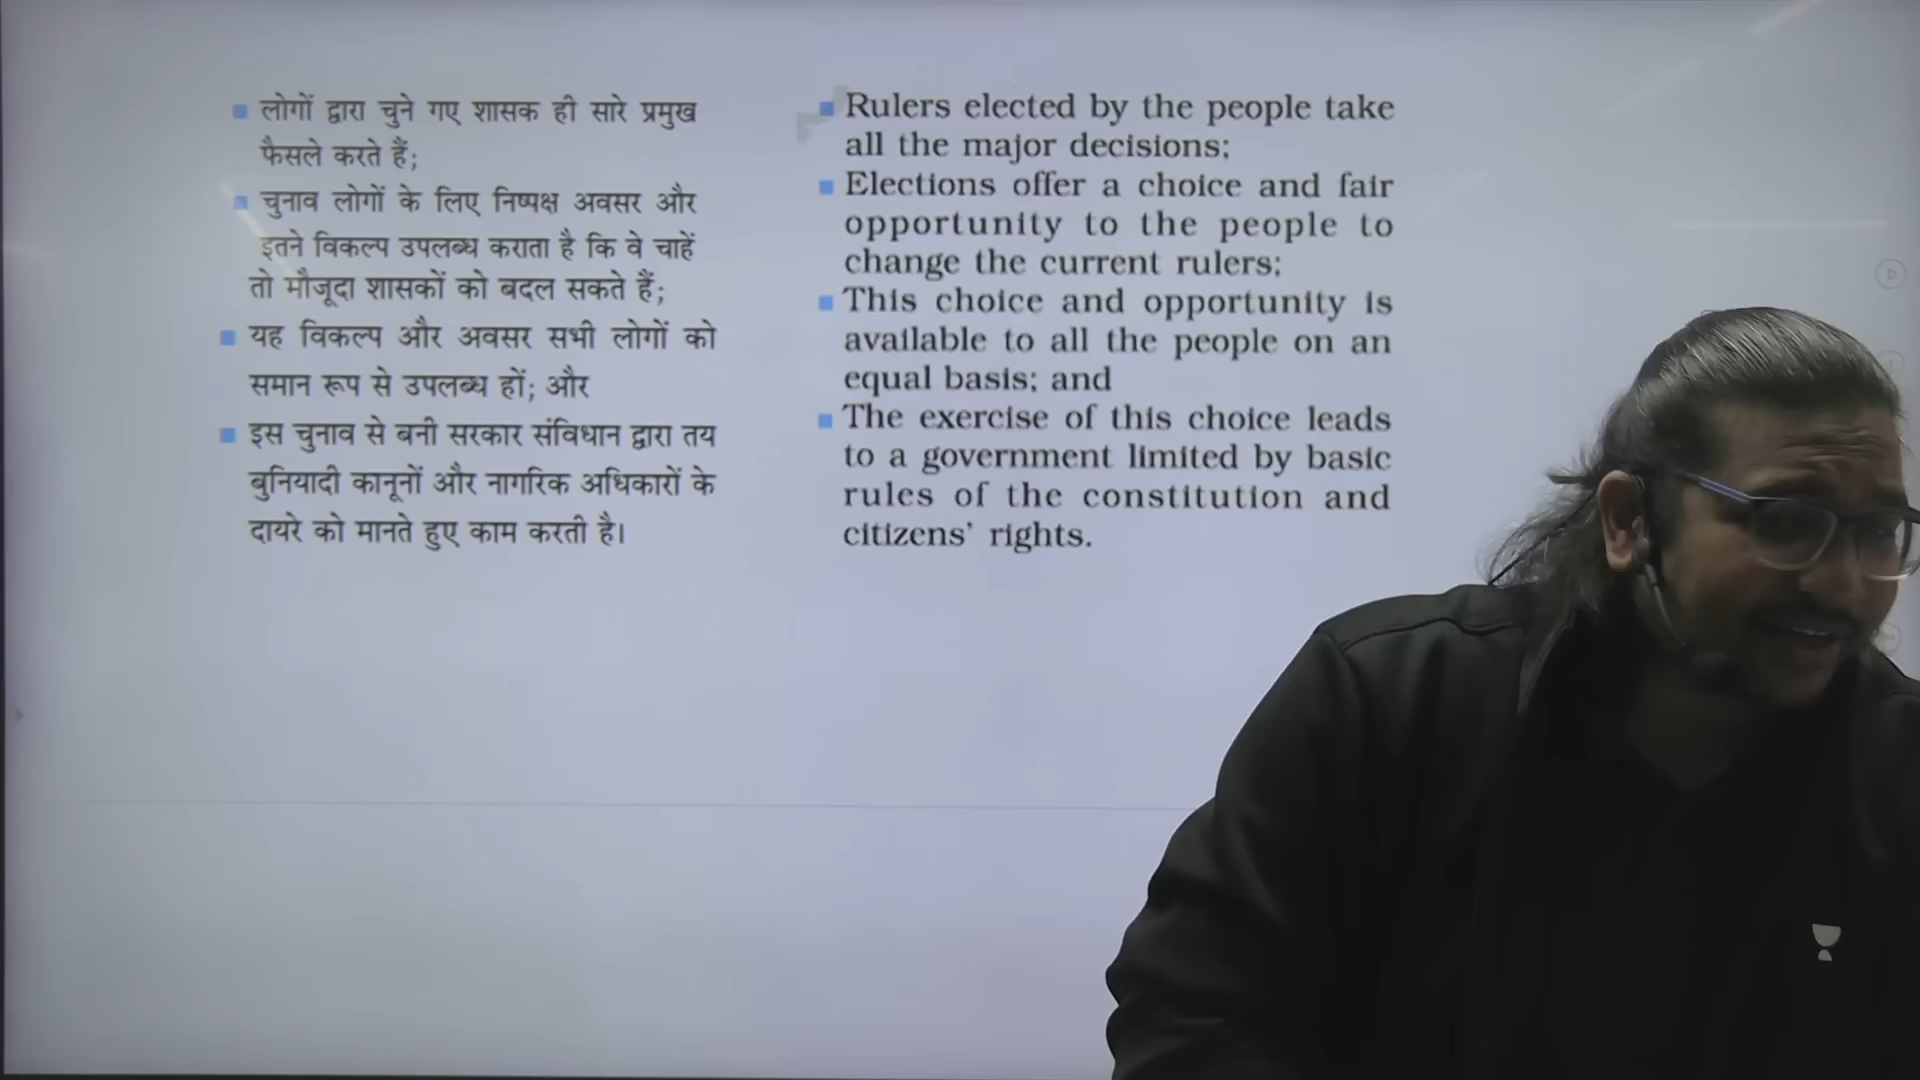 लोगों द्वारा चुने गए शासक ही सारे प्रमुख
फैसले करते हैं;
चुनाव लोगों के लिए निष्पक्ष अवसर और
इतने विकल्प उपलब्ध कराता है कि वे चाहें
तो मौजूदा शासकों को बदल सकते हैं;
यह विकल्प और अवसर सभी लोगों को
समान रूप से उपलब्ध हों; और
इस चुनाव से बनी सरकार संविधान द्वारा तय
बुनियादी कानूनों और नागरिक अधिकारों के
दायरे को मानते हुए काम करती है।
Rulers elected by the people take
all the major decisions;
Elections offer a choice and fair
opportunity to the people to
change the current rulers;
This choice and opportunity is
available to all the people on an
equal basis; and
The exercise of this choice leads
to a government limited by basic
rules of the constitution and
citizens' rights.